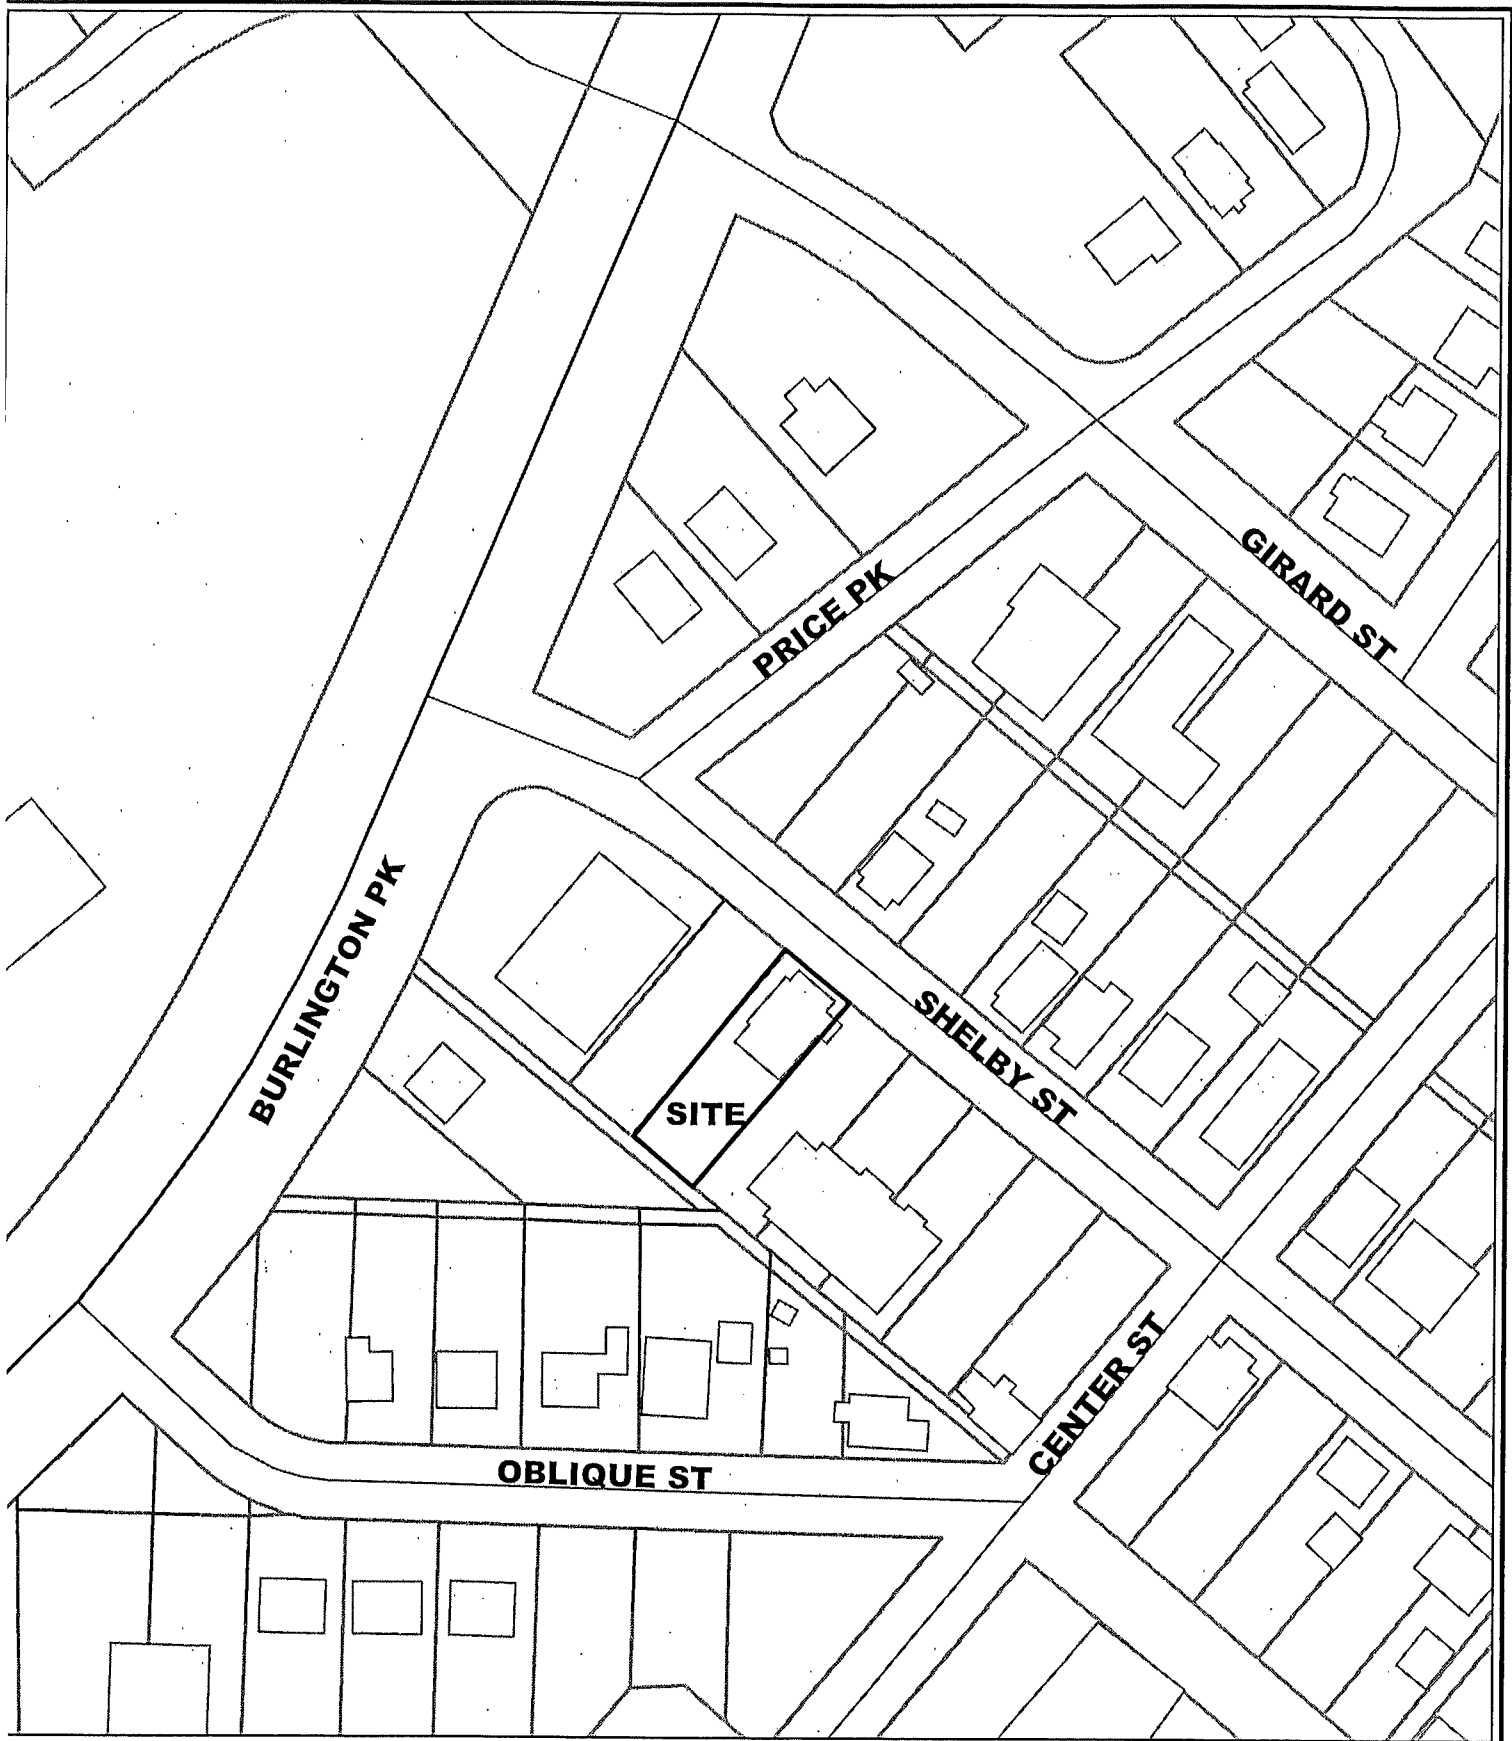 GIRARD ST
PRICE PK
BURLINGTON PK
SHELBY ST
SITE
CENTER ST
OBLIQUE ST